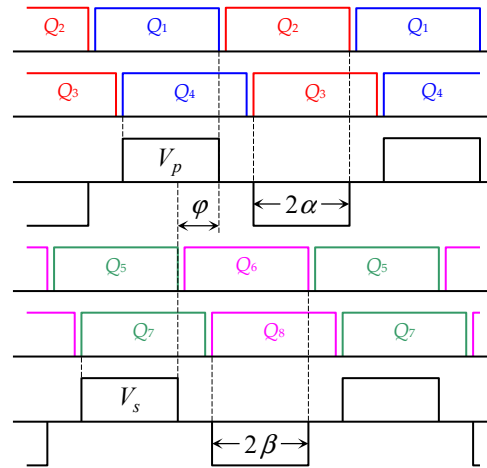 Q₂ Q₁ Q₂ Q₁
Q₃ Q₄ Q₃ Q₄
Vₚ
φ 2α
Q₅ Q₆ Q₅
Q₇ Q₈ Q₇
Vₛ
2β